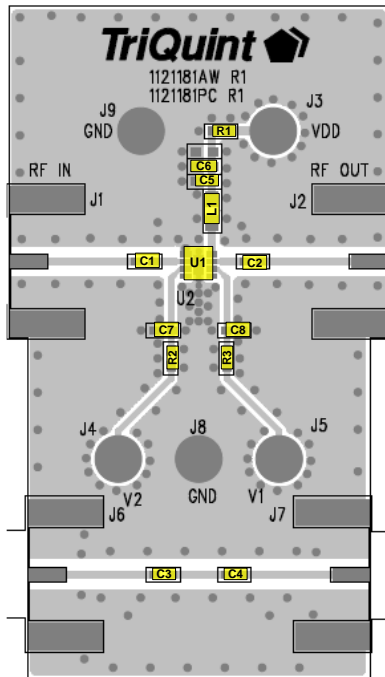 TriQuint
1121181AW R1
1121181PC R1
J9
GND
R1
J3
VDD
C6
C5
RF IN
J1
L1
J2
RF OUT
C1
U1
C2
U2
C7
C8
R2
R3
J4
V2
J8
GND
J5
V1
J6
J7
C3
C4